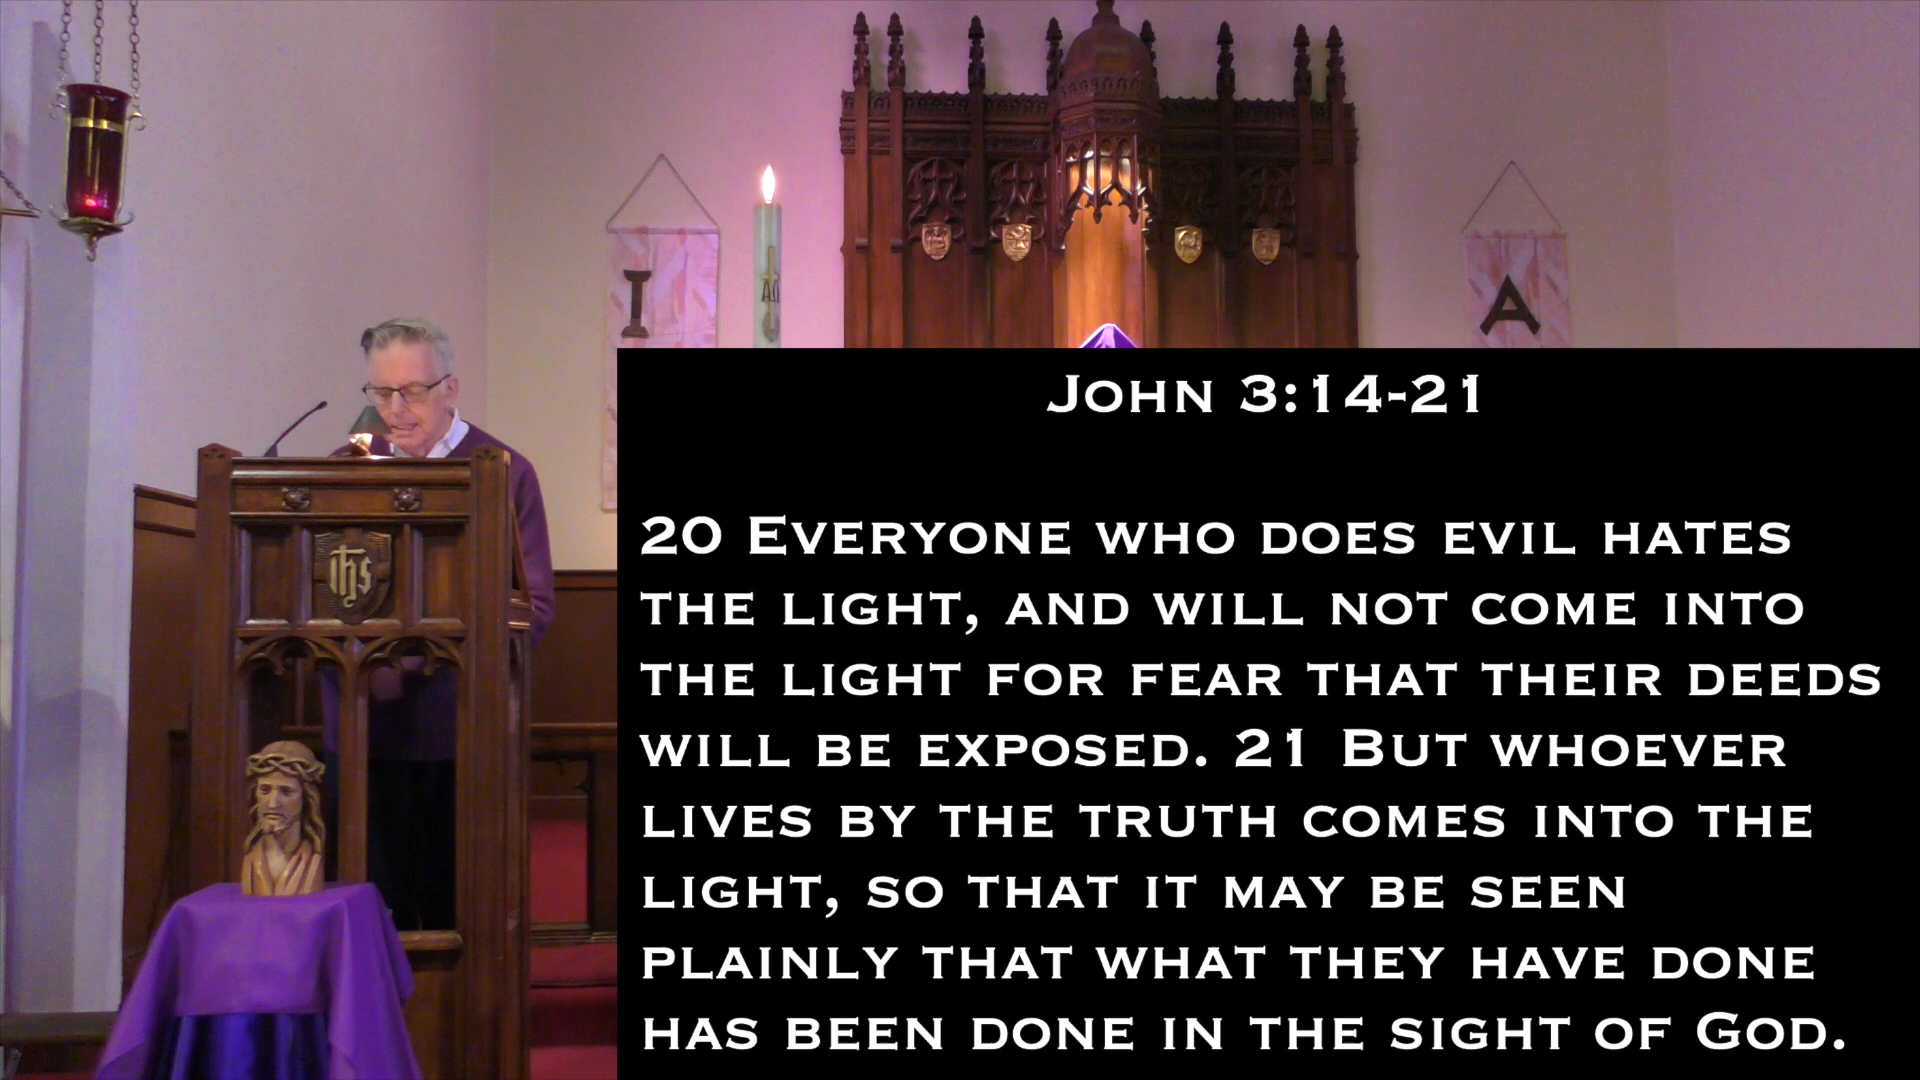 I
ΑΩ
A
ihs
John 3:14-21
20 Everyone who does evil hates
the light, and will not come into
the light for fear that their deeds
will be exposed. 21 But whoever
lives by the truth comes into the
light, so that it may be seen
plainly that what they have done
has been done in the sight of God.